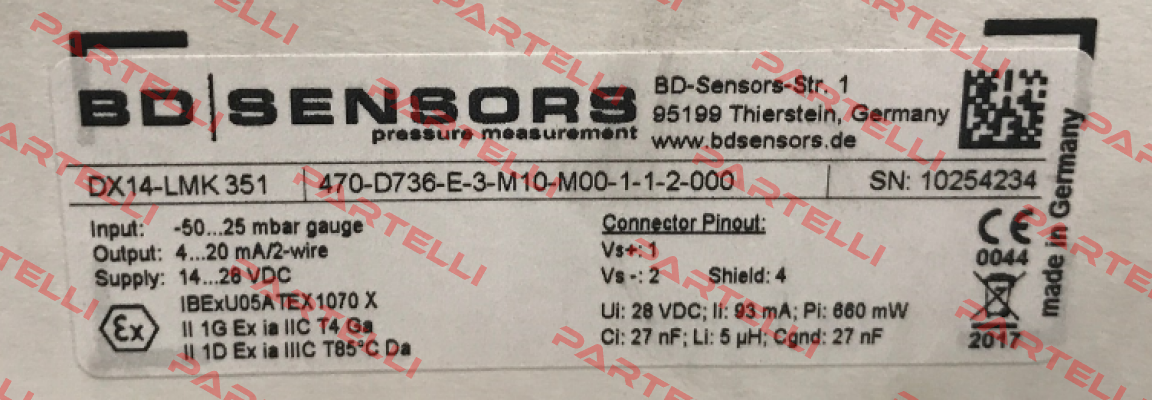 BD|SENSORS
pressure measurement
BD-Sensors-Str. 1
95199 Thierstein, Germany
www.bdsensors.de
DX14-LMK 351 470-D736-E-3-M10-M00-1-1-2-000 SN: 10254234
Input: -50...25 mbar gauge
Output: 4...20 mA/2-wire
Supply: 14...28 VDC
IBExU05ATEX1070 X
II 1G Ex ia IIC T4 Ga
II 1D Ex ia IIIC T85°C Da
Ex
Connector Pinout:
Vs+: 1
Vs -: 2 Shield: 4
Ui: 28 VDC; Ii: 93 mA; Pi: 660 mW
Ci: 27 nF; Li: 5 µH; Cgnd: 27 nF
CE
0044
2017
made in Germany
PARTELLI